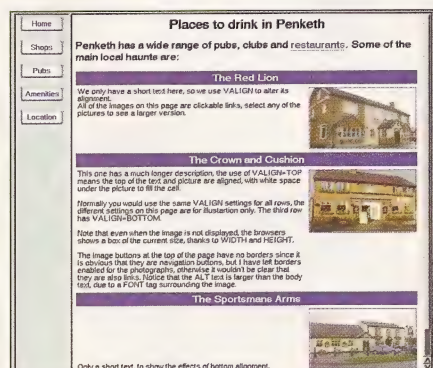 Home
Shops
Pubs
Amenities
Location
Places to drink in Penketh
Penketh has a wide range of pubs, clubs and restaurants. Some of the
main local haunts are:
The Red Lion
We only have a short text here, so we use VALIGN to alter its
alignment.
All of the images on this page are clickable links, select any of the
pictures to see a larger version.
The Crown and Cushion
This one has a much longer description, the use of VALIGN=TOP
means the top of the text and picture are aligned, with white space
under the picture to fill the cell.
Normally you would use the same VALIGN settings for all rows, the
different settings on this page are for illustartion only. The third row
has VALIGN=BOTTOM.
Note that even when the image is not displayed, the browsers
shows a box of the current size, thanks to WIDTH and HEIGHT.
The image buttons at the top of the page have no borders since it
is obvious that they are navigation buttons, but I have left borders
enabled for the photographs, otherwise it wouldn't be clear that
they are also links. Notice that the ALT text is larger than the body
text, due to a FONT tag surrounding the image.
The Sportsmans Arms
Only a short text, to show the effects of bottom alignment.